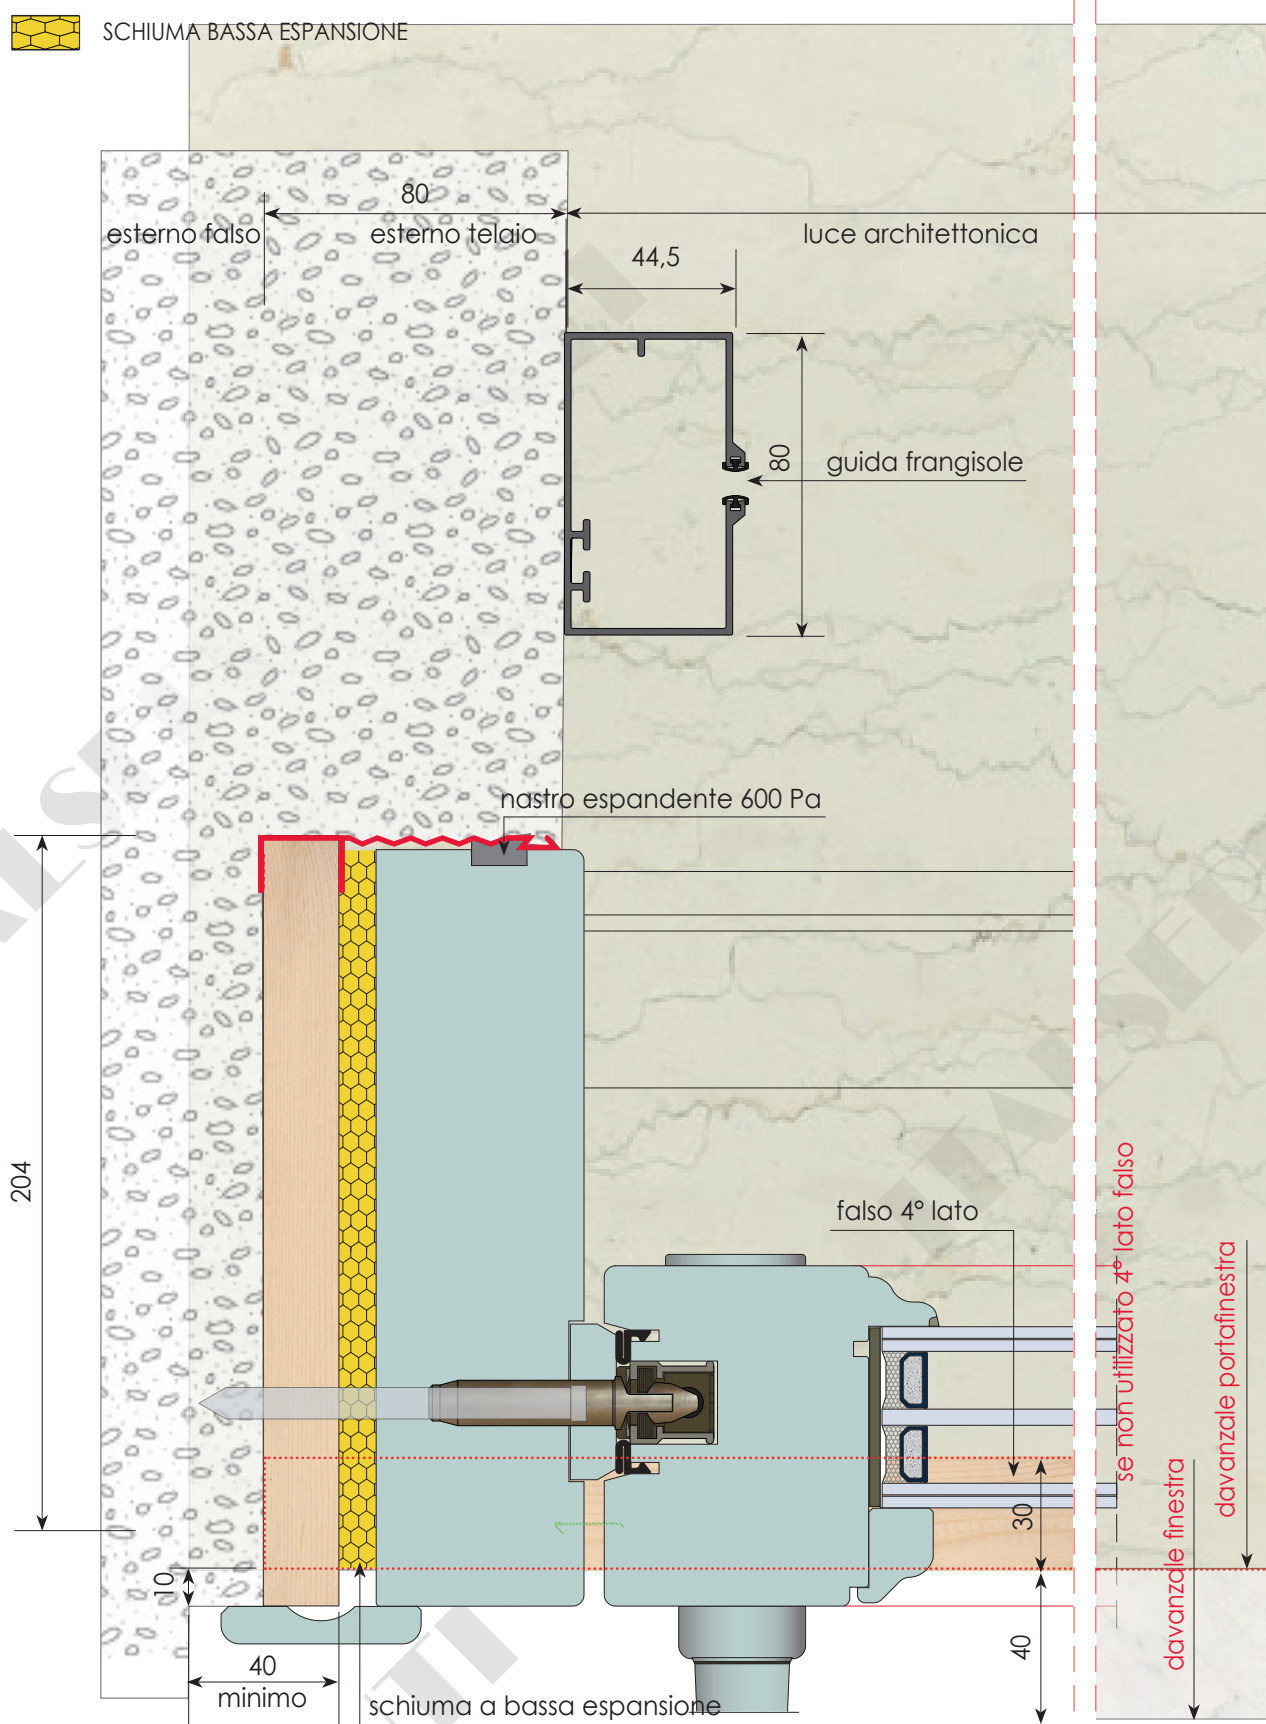 SCHIUMA BASSA ESPANSIONE
80
esterno falso
esterno telaio
luce architettonica
44,5
80
guida frangisole
nastro espandente 600 Pa
204
falso 4° lato
se non utilizzato 4° lato falso
davanzale portafinestra
davanzale finestra
30
10
40
40
minimo
schiuma a bassa espansione